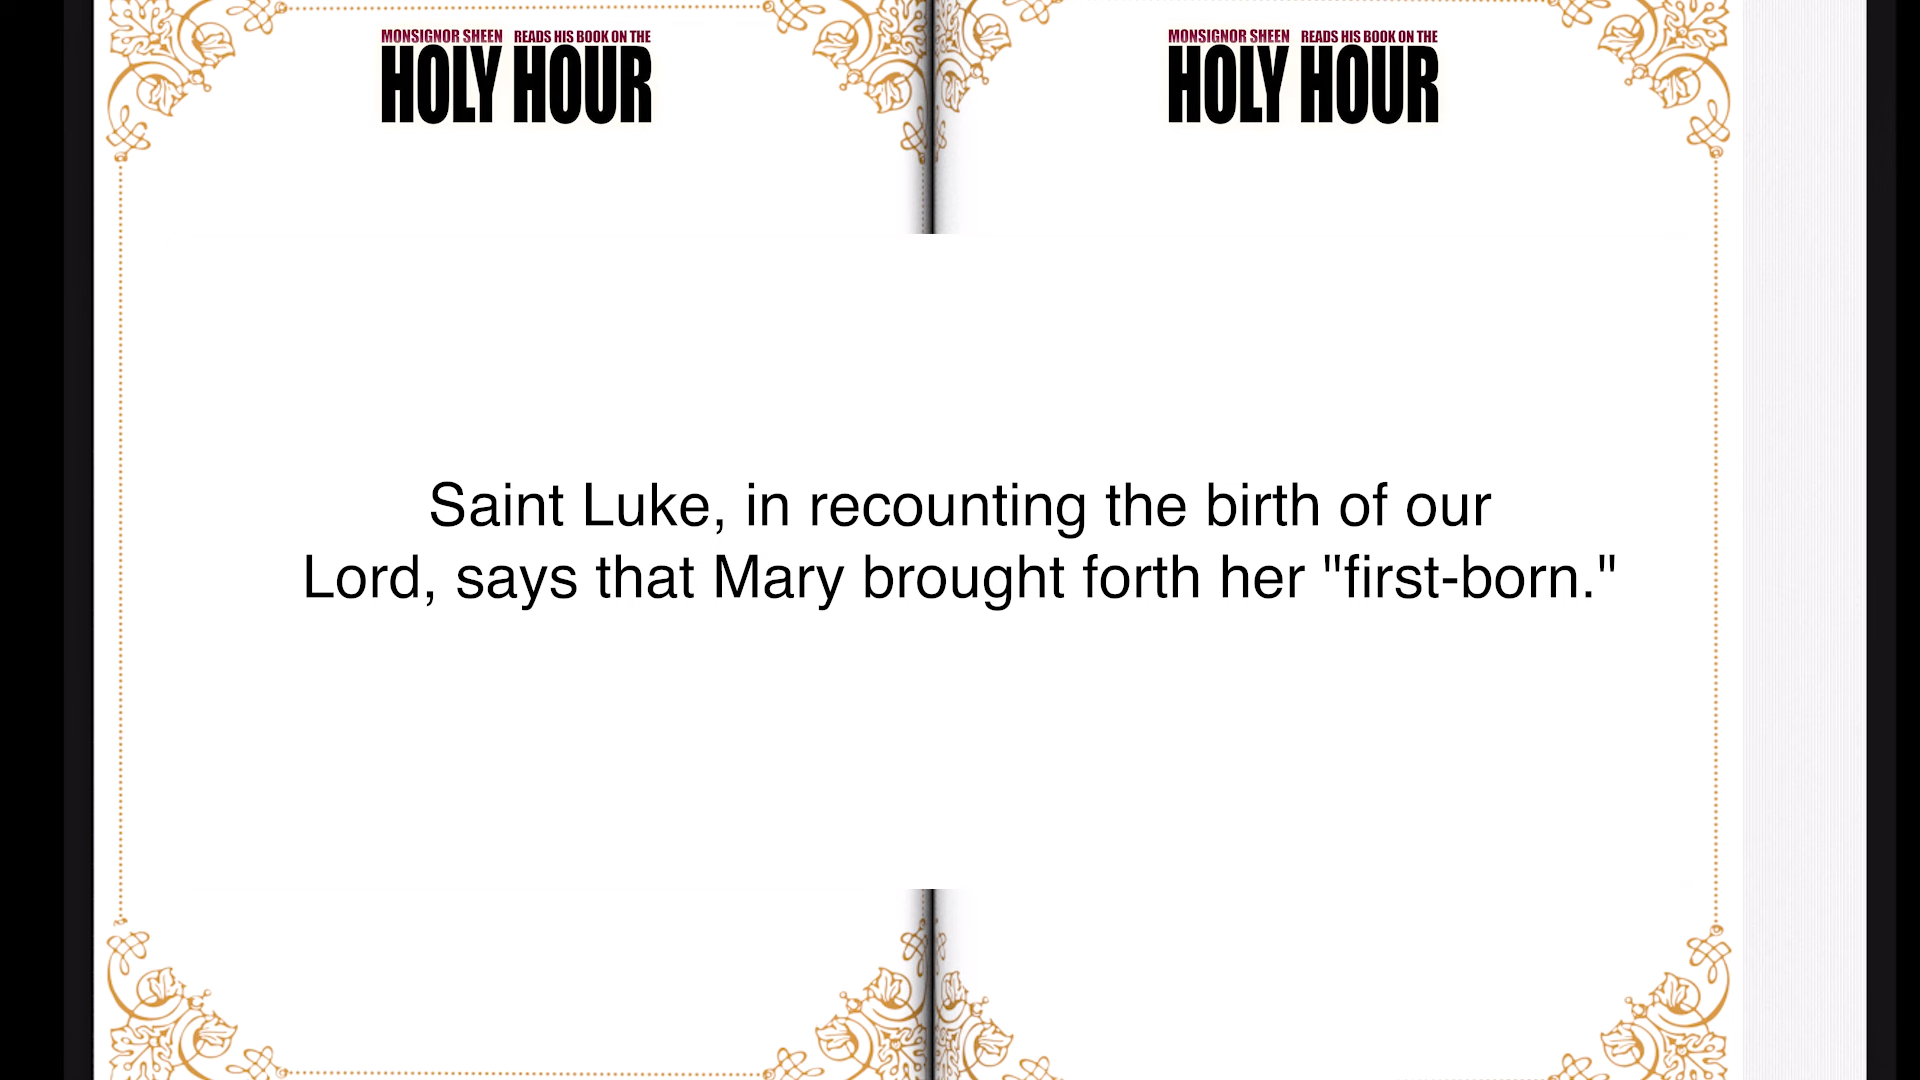 MONSIGNOR SHEEN READS HIS BOOK ON THE
HOLY HOUR
MONSIGNOR SHEEN READS HIS BOOK ON THE
HOLY HOUR
Saint Luke, in recounting the birth of our
Lord, says that Mary brought forth her "first-born."